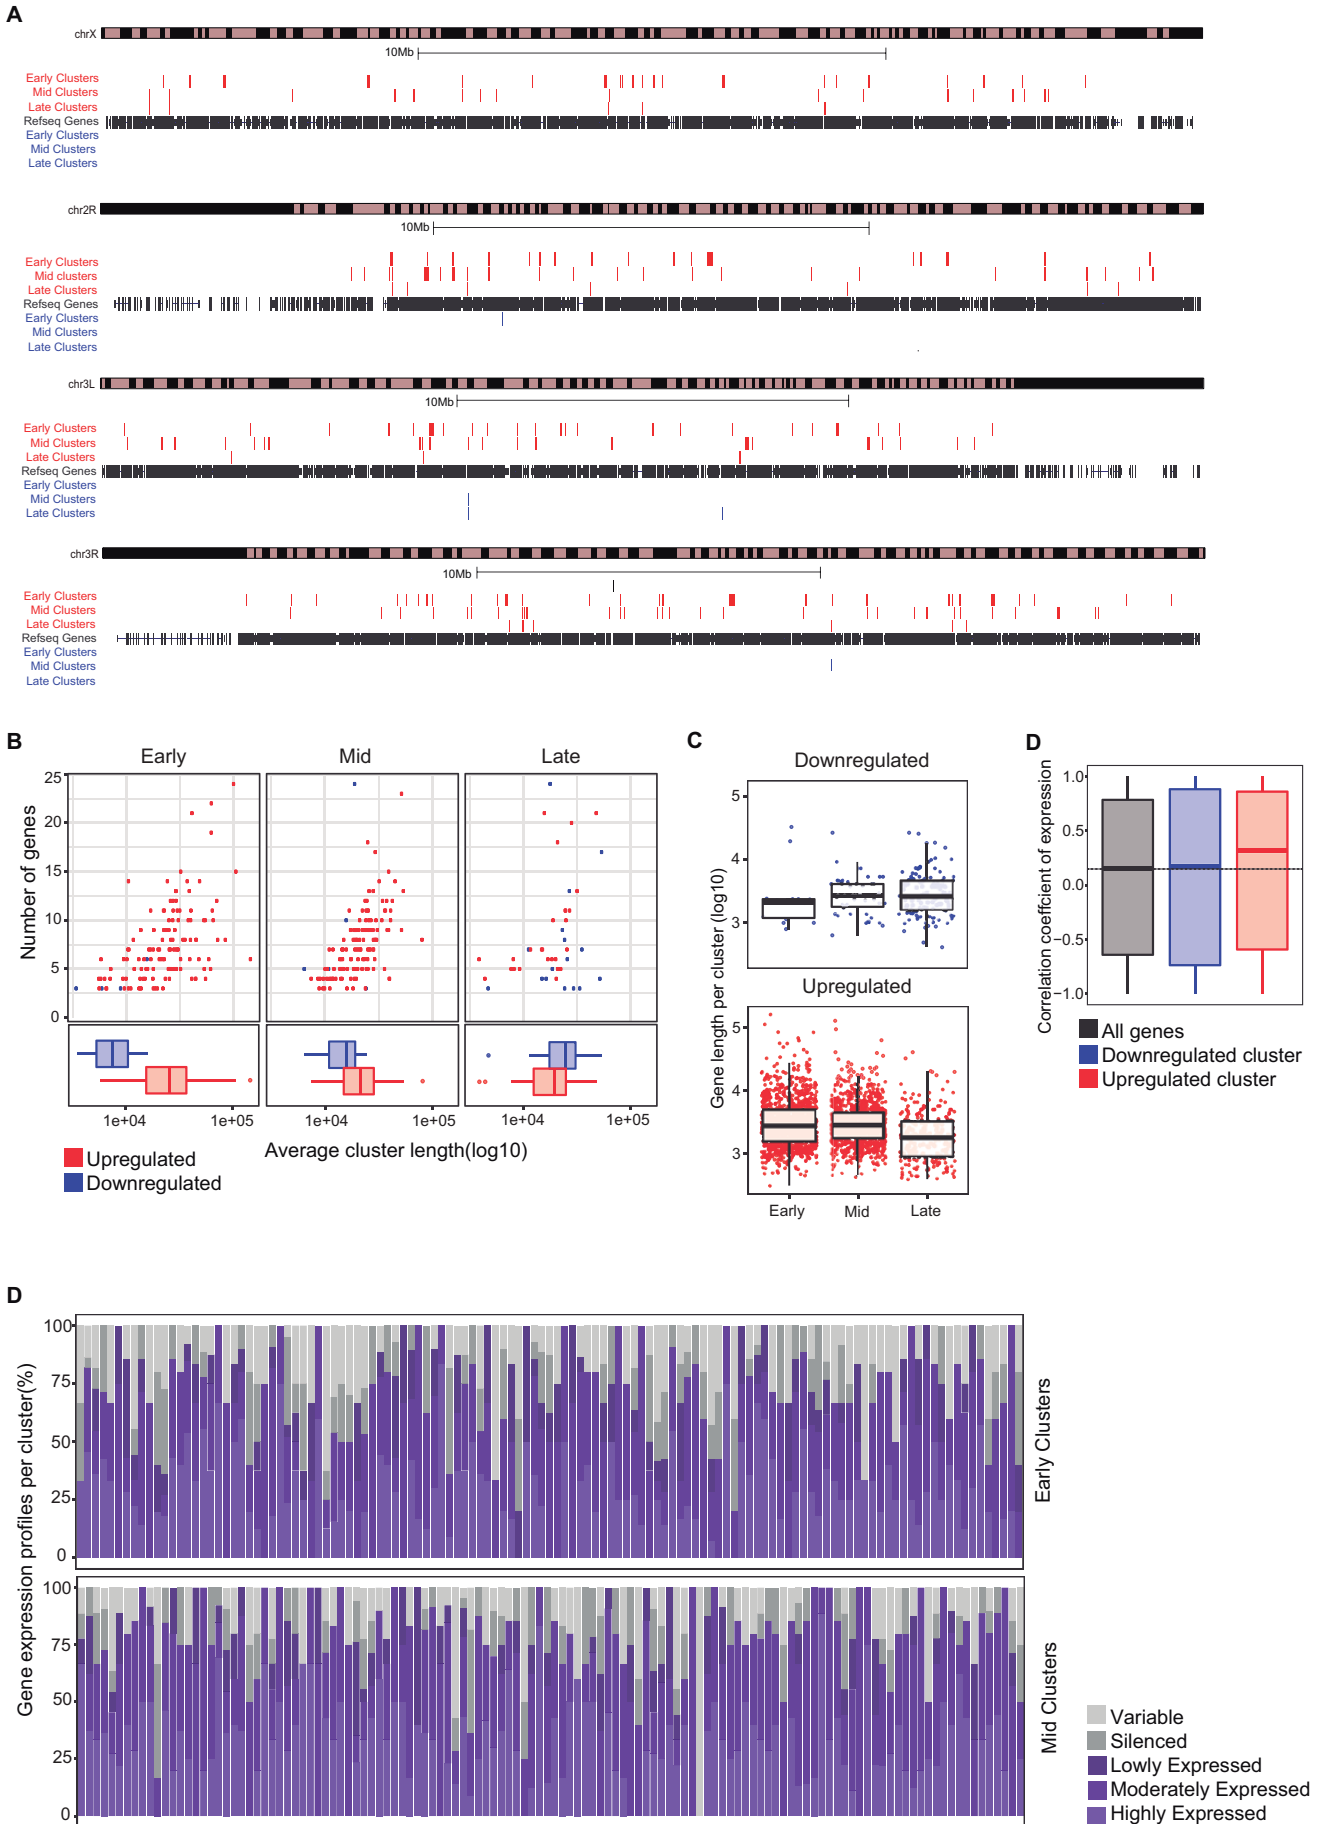 A
chrX
10Mb
Early Clusters
Mid Clusters
Late Clusters
Refseq Genes
Early Clusters
Mid Clusters
Late Clusters
chr2R
10Mb
Early Clusters
Mid clusters
Late Clusters
Refseq Genes
Early Clusters
Mid Clusters
Late Clusters
chr3L
10Mb
Early Clusters
Mid Clusters
Late Clusters
Refseq Genes
Early Clusters
Mid Clusters
Late Clusters
chr3R
10Mb
Early Clusters
Mid Clusters
Late Clusters
Refseq Genes
Early Clusters
Mid Clusters
Late Clusters
B
Early Mid Late
Number of genes
25
20
15
10
5
0
1e+04 1e+05 1e+04 1e+05 1e+04 1e+05
Average cluster length(log10)
Upregulated
Downregulated
C
Downregulated
5
4
3
Upregulated
5
4
3
Gene length per cluster (log10)
Early Mid Late
D
Correlation coefficient of expression
1.0
0.5
0.0
−0.5
−1.0
All genes
Downregulated cluster
Upregulated cluster
D
Gene expression profiles per cluster(%)
100
75
50
25
0
Early Clusters
100
75
50
25
0
Mid Clusters
Variable
Silenced
Lowly Expressed
Moderately Expressed
Highly Expressed